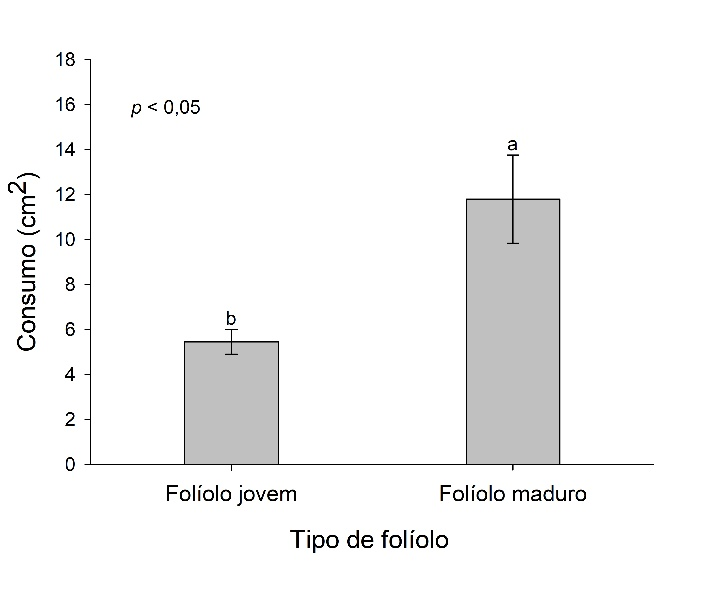 18
16
p < 0,05
14
a
12
10
8
6
b
4
2
0
Consumo (cm²)
Folíolo jovem
Folíolo maduro
Tipo de folíolo